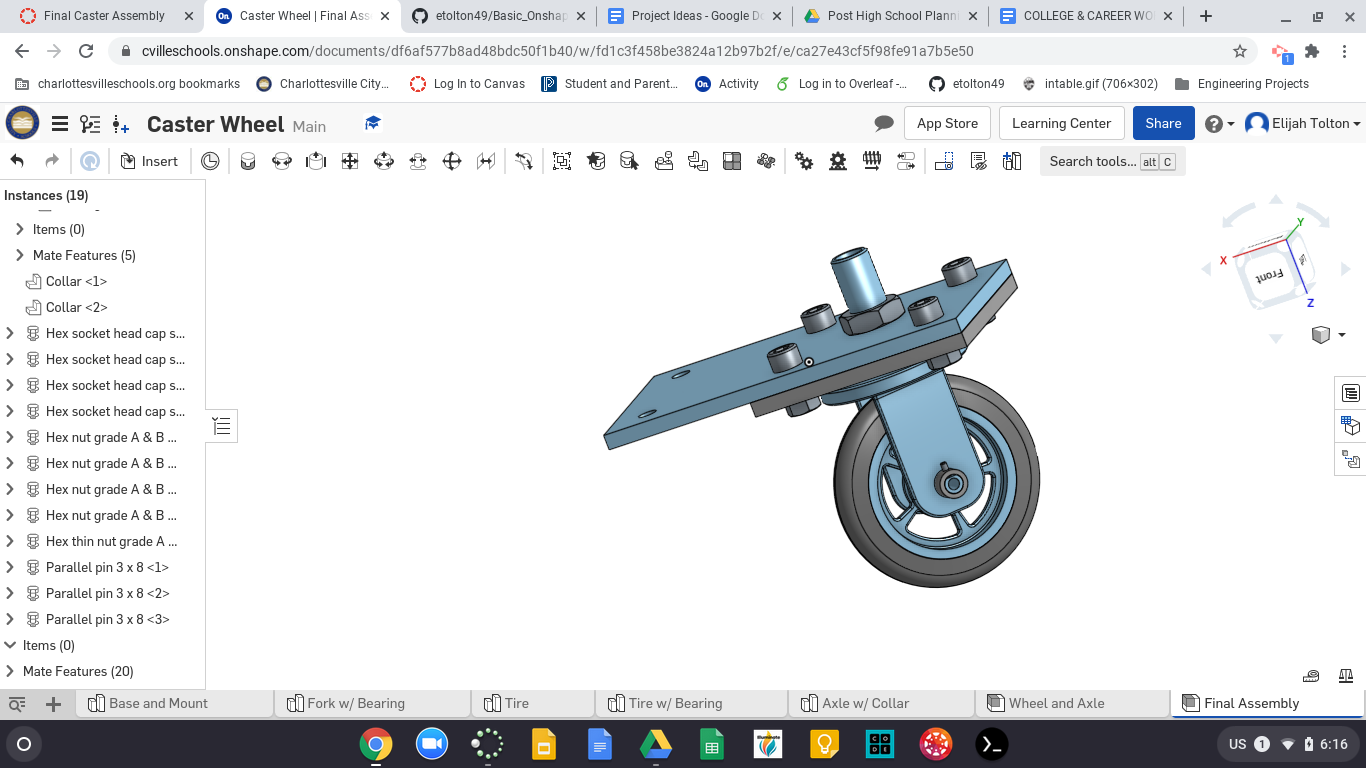 Final Caster Assembly
Caster Wheel | Final Ass
etolton49/Basic_Onshap
Project Ideas - Google D
Post High School Planni
COLLEGE & CAREER WO
cvilleschools.onshape.com/documents/df6af577b8ad48bdc50f1b40/w/fd1c3f458be3824a12b97b2f/e/ca27e43cf5f98fe91a7b5e50
1
charlottesvilleschools.org bookmarks
Charlottesville City...
Log In to Canvas
Student and Parent...
On
Activity
Log in to Overleaf -...
etolton49
intable.gif (706×302)
Engineering Projects
Caster Wheel Main
App Store
Learning Center
Share
Elijah Tolton
Insert
Search tools... alt C
Instances (19)
Items (0)
Mate Features (5)
Collar <1>
Collar <2>
Hex socket head cap s...
Hex socket head cap s...
Hex socket head cap s...
Hex socket head cap s...
Hex nut grade A & B ...
Hex nut grade A & B ...
Hex nut grade A & B ...
Hex nut grade A & B ...
Hex thin nut grade A ...
Parallel pin 3 x 8 <1>
Parallel pin 3 x 8 <2>
Parallel pin 3 x 8 <3>
Items (0)
Mate Features (20)
Y
X
Front
Z
Base and Mount
Fork w/ Bearing
Tire
Tire w/ Bearing
Axle w/ Collar
Wheel and Axle
Final Assembly
CODE
US 1 6:16